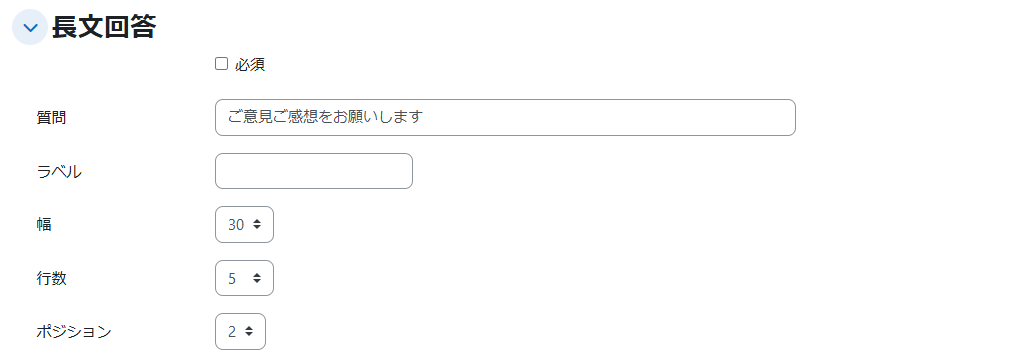 長文回答
必須
質問 ご意見ご感想をお願いします
ラベル
幅 30
行数 5
ポジション 2